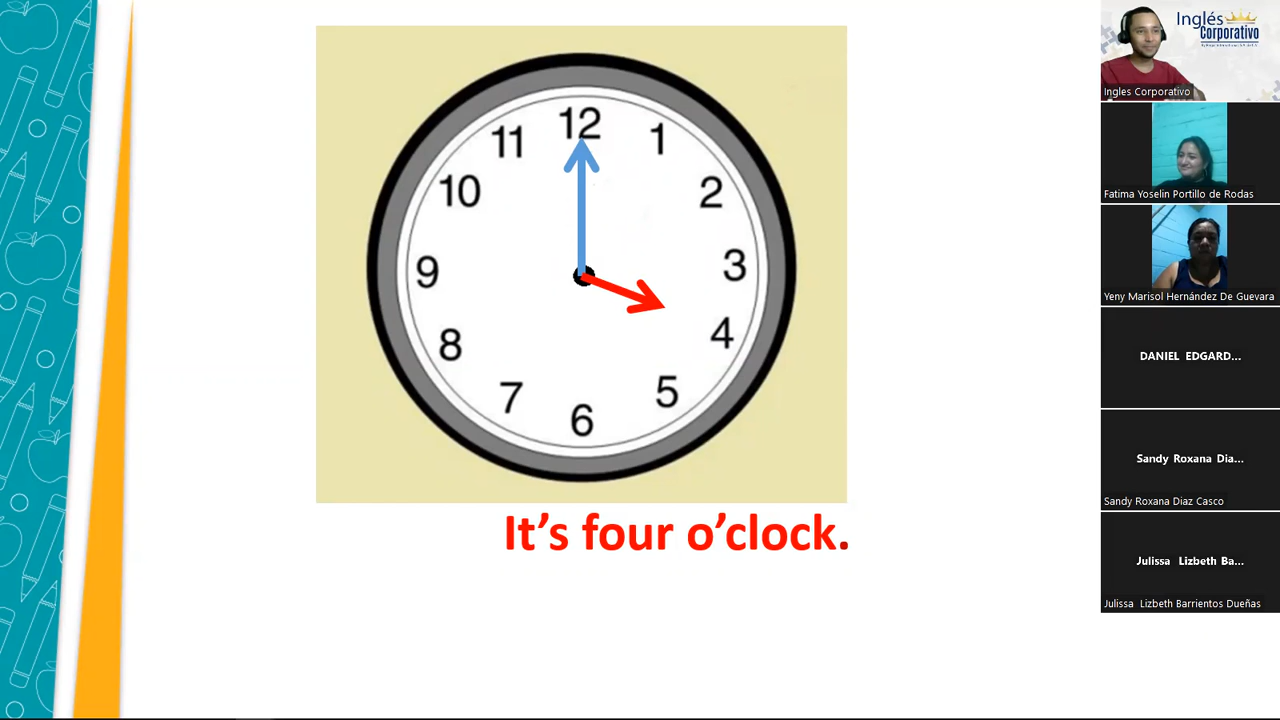 12
11
1
10
2
9
3
8
4
7
5
6
It's four o'clock.
Inglés
Corporativo
Ingles Corporativo
Fatima Yoselin Portillo de Rodas
Yeny Marisol Hernández De Guevara
DANIEL EDGARD...
Sandy Roxana Dia...
Sandy Roxana Diaz Casco
Julissa Lizbeth Ba...
Julissa Lizbeth Barrientos Dueñas